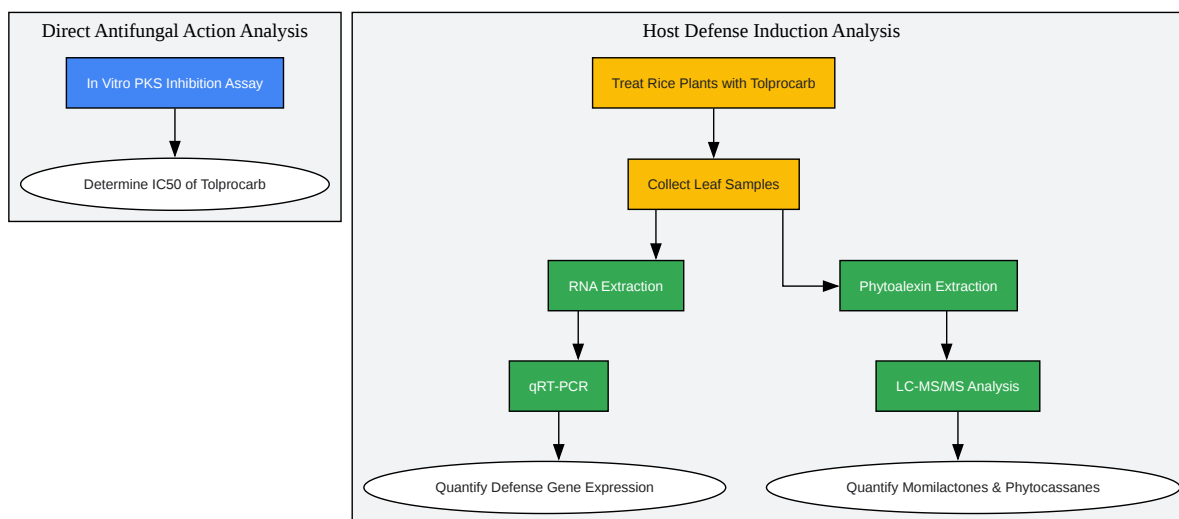 Direct Antifungal Action Analysis
In Vitro PKS Inhibition Assay
Determine IC50 of Tolprocarb
Host Defense Induction Analysis
Treat Rice Plants with Tolprocarb
Collect Leaf Samples
RNA Extraction
Phytoalexin Extraction
qRT-PCR
LC-MS/MS Analysis
Quantify Defense Gene Expression
Quantify Momilactones & Phytocassanes